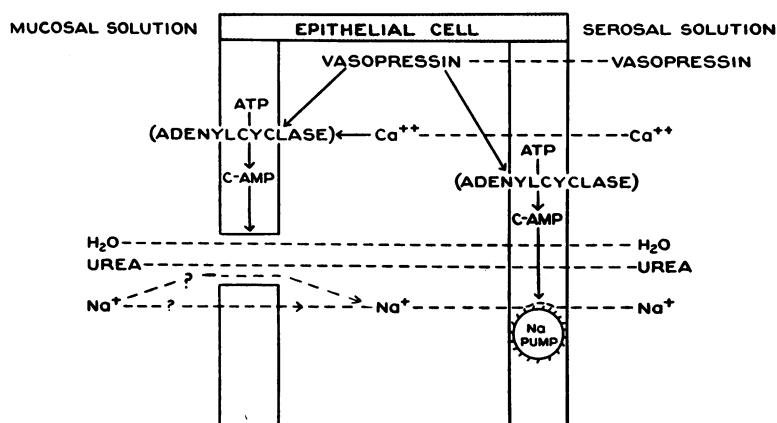 MUCOSAL SOLUTION EPITHELIAL CELL SEROSAL SOLUTION
VASOPRESSIN VASOPRESSIN
ATP
(ADENYLCYCLASE) Ca++ Ca++
ATP
C-AMP (ADENYLCYCLASE)
C-AMP
H₂O H₂O
UREA UREA
?
Na+ ? Na+ Na+
Na
PUMP